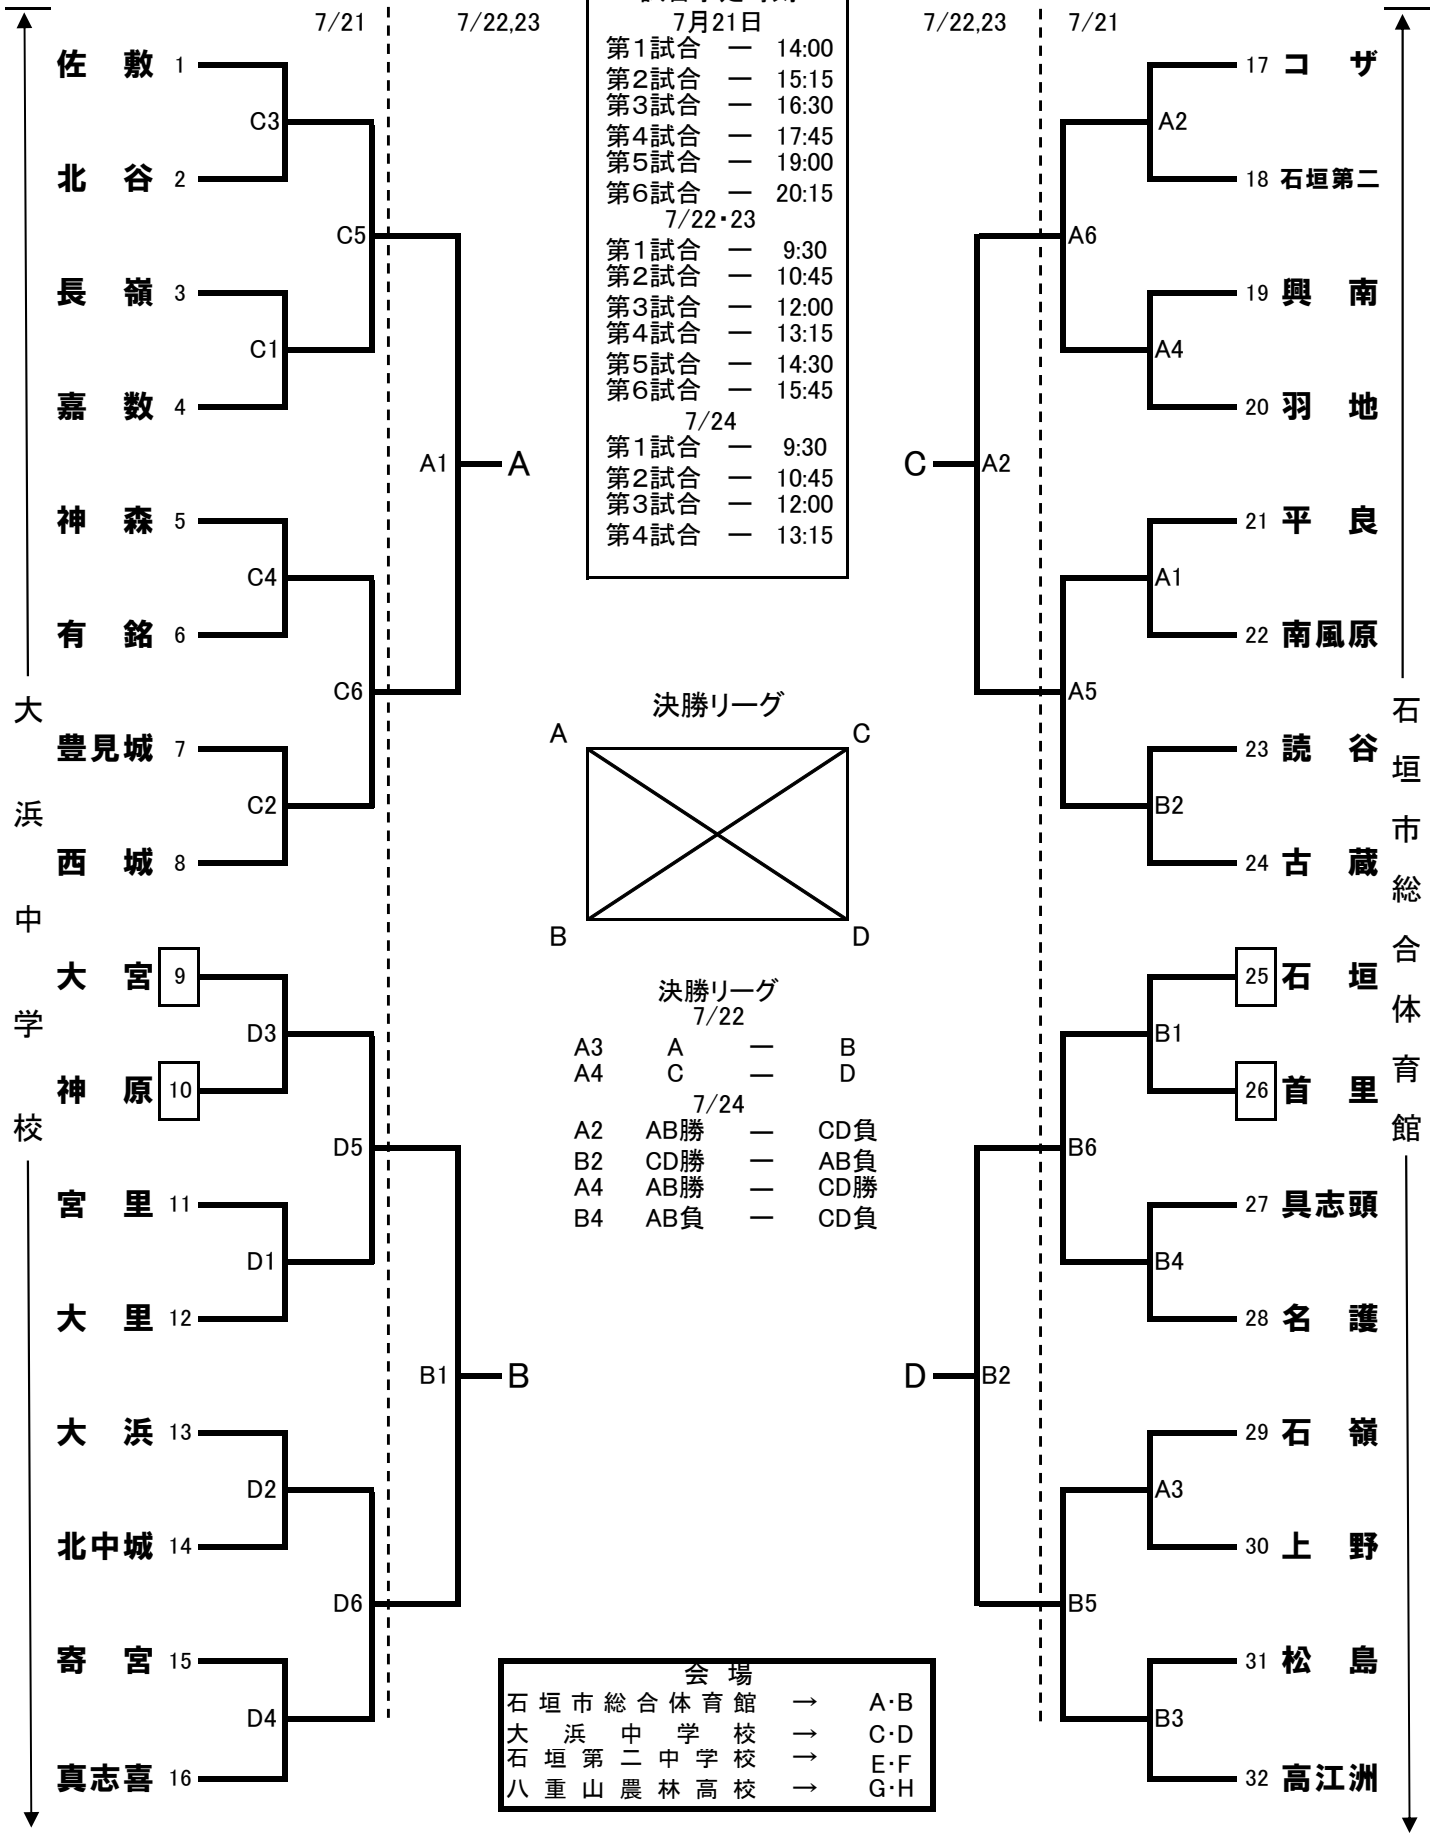 7/21 7/22,23 7/22,23 7/21
7月21日
第1試合 ー 14:00
第2試合 ー 15:15
第3試合 ー 16:30
第4試合 ー 17:45
第5試合 ー 19:00
第6試合 ー 20:15
7/22・23
第1試合 ー 9:30
第2試合 ー 10:45
第3試合 ー 12:00
第4試合 ー 13:15
第5試合 ー 14:30
第6試合 ー 15:45
7/24
第1試合 ー 9:30
第2試合 ー 10:45
第3試合 ー 12:00
第4試合 ー 13:15
大浜中学校
佐敷 1
C3
北谷 2
C5
長嶺 3
C1
嘉数 4
A1 A
神森 5
C4
有銘 6
C6
豊見城 7
C2
西城 8
大宮 9
D3
神原 10
D5
宮里 11
D1
大里 12
B1 B
大浜 13
D2
北中城 14
D6
寄宮 15
D4
真志喜 16
決勝リーグ
A C
B D
決勝リーグ
7/22
A3 A ー B
A4 C ー D
7/24
A2 AB勝 ー CD負
B2 CD勝 ー AB負
A4 AB勝 ー CD勝
B4 AB負 ー CD負
会場
石垣市総合体育館 → A・B
大浜中学校 → C・D
石垣第二中学校 → E・F
八重山農林高校 → G・H
17 コザ
A2
18 石垣第二
A6
19 興南
A4
20 羽地
C A2
21 平良
A1
22 南風原
A5
23 読谷
B2
24 古蔵
25 石垣
B1
26 首里
B6
27 具志頭
B4
28 名護
D B2
29 石嶺
A3
30 上野
B5
31 松島
B3
32 高江洲
石垣市総合体育館